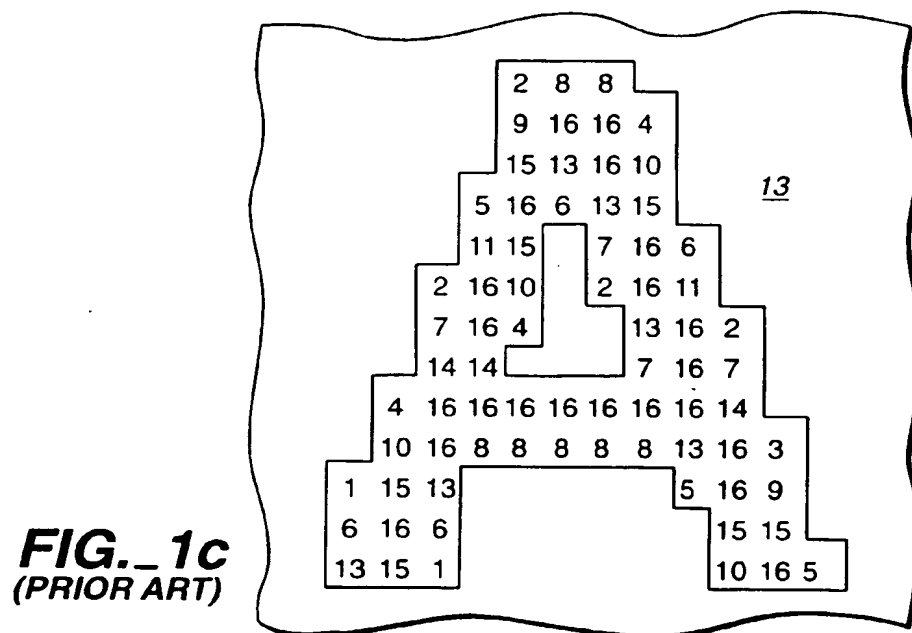 2 8 8
9 16 16 4
15 13 16 10
13
5 16 6 13 15
11 15 7 16 6
2 16 10 2 16 11
7 16 4 13 16 2
14 14 7 16 7
4 16 16 16 16 16 16 16 14
10 16 8 8 8 8 8 13 16 3
1 15 13 5 16 9
6 16 6 15 15
13 15 1 10 16 5
FIG._1c
(PRIOR ART)